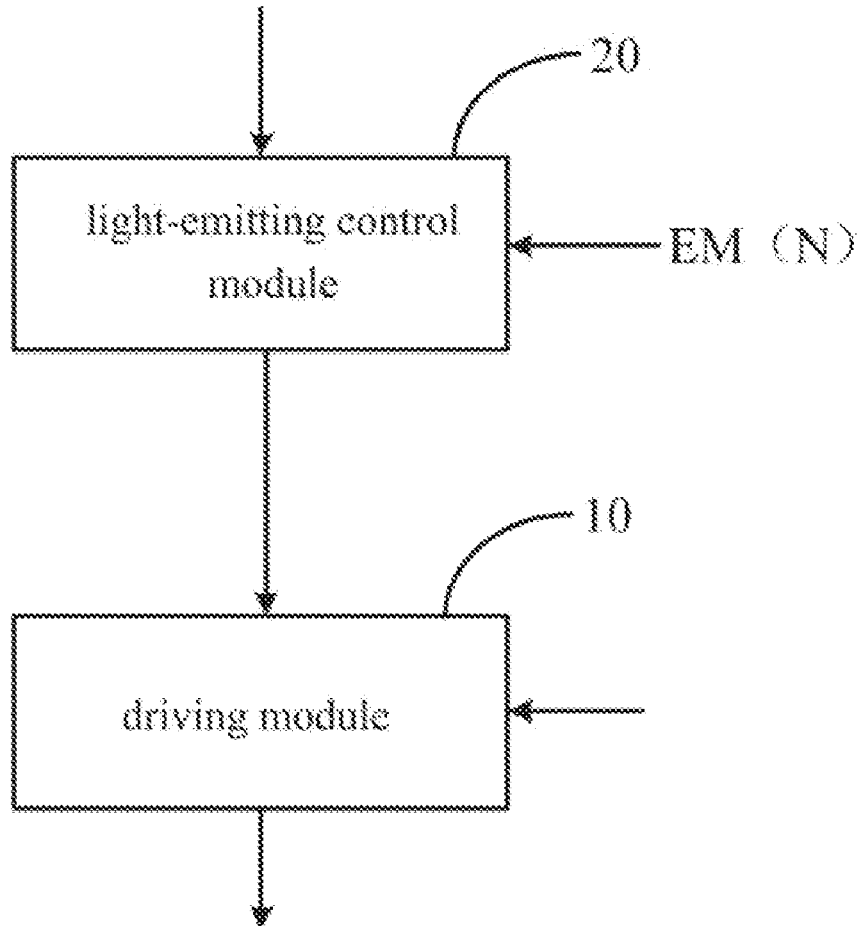 20
light-emitting control
module
EM（N）
10
driving module